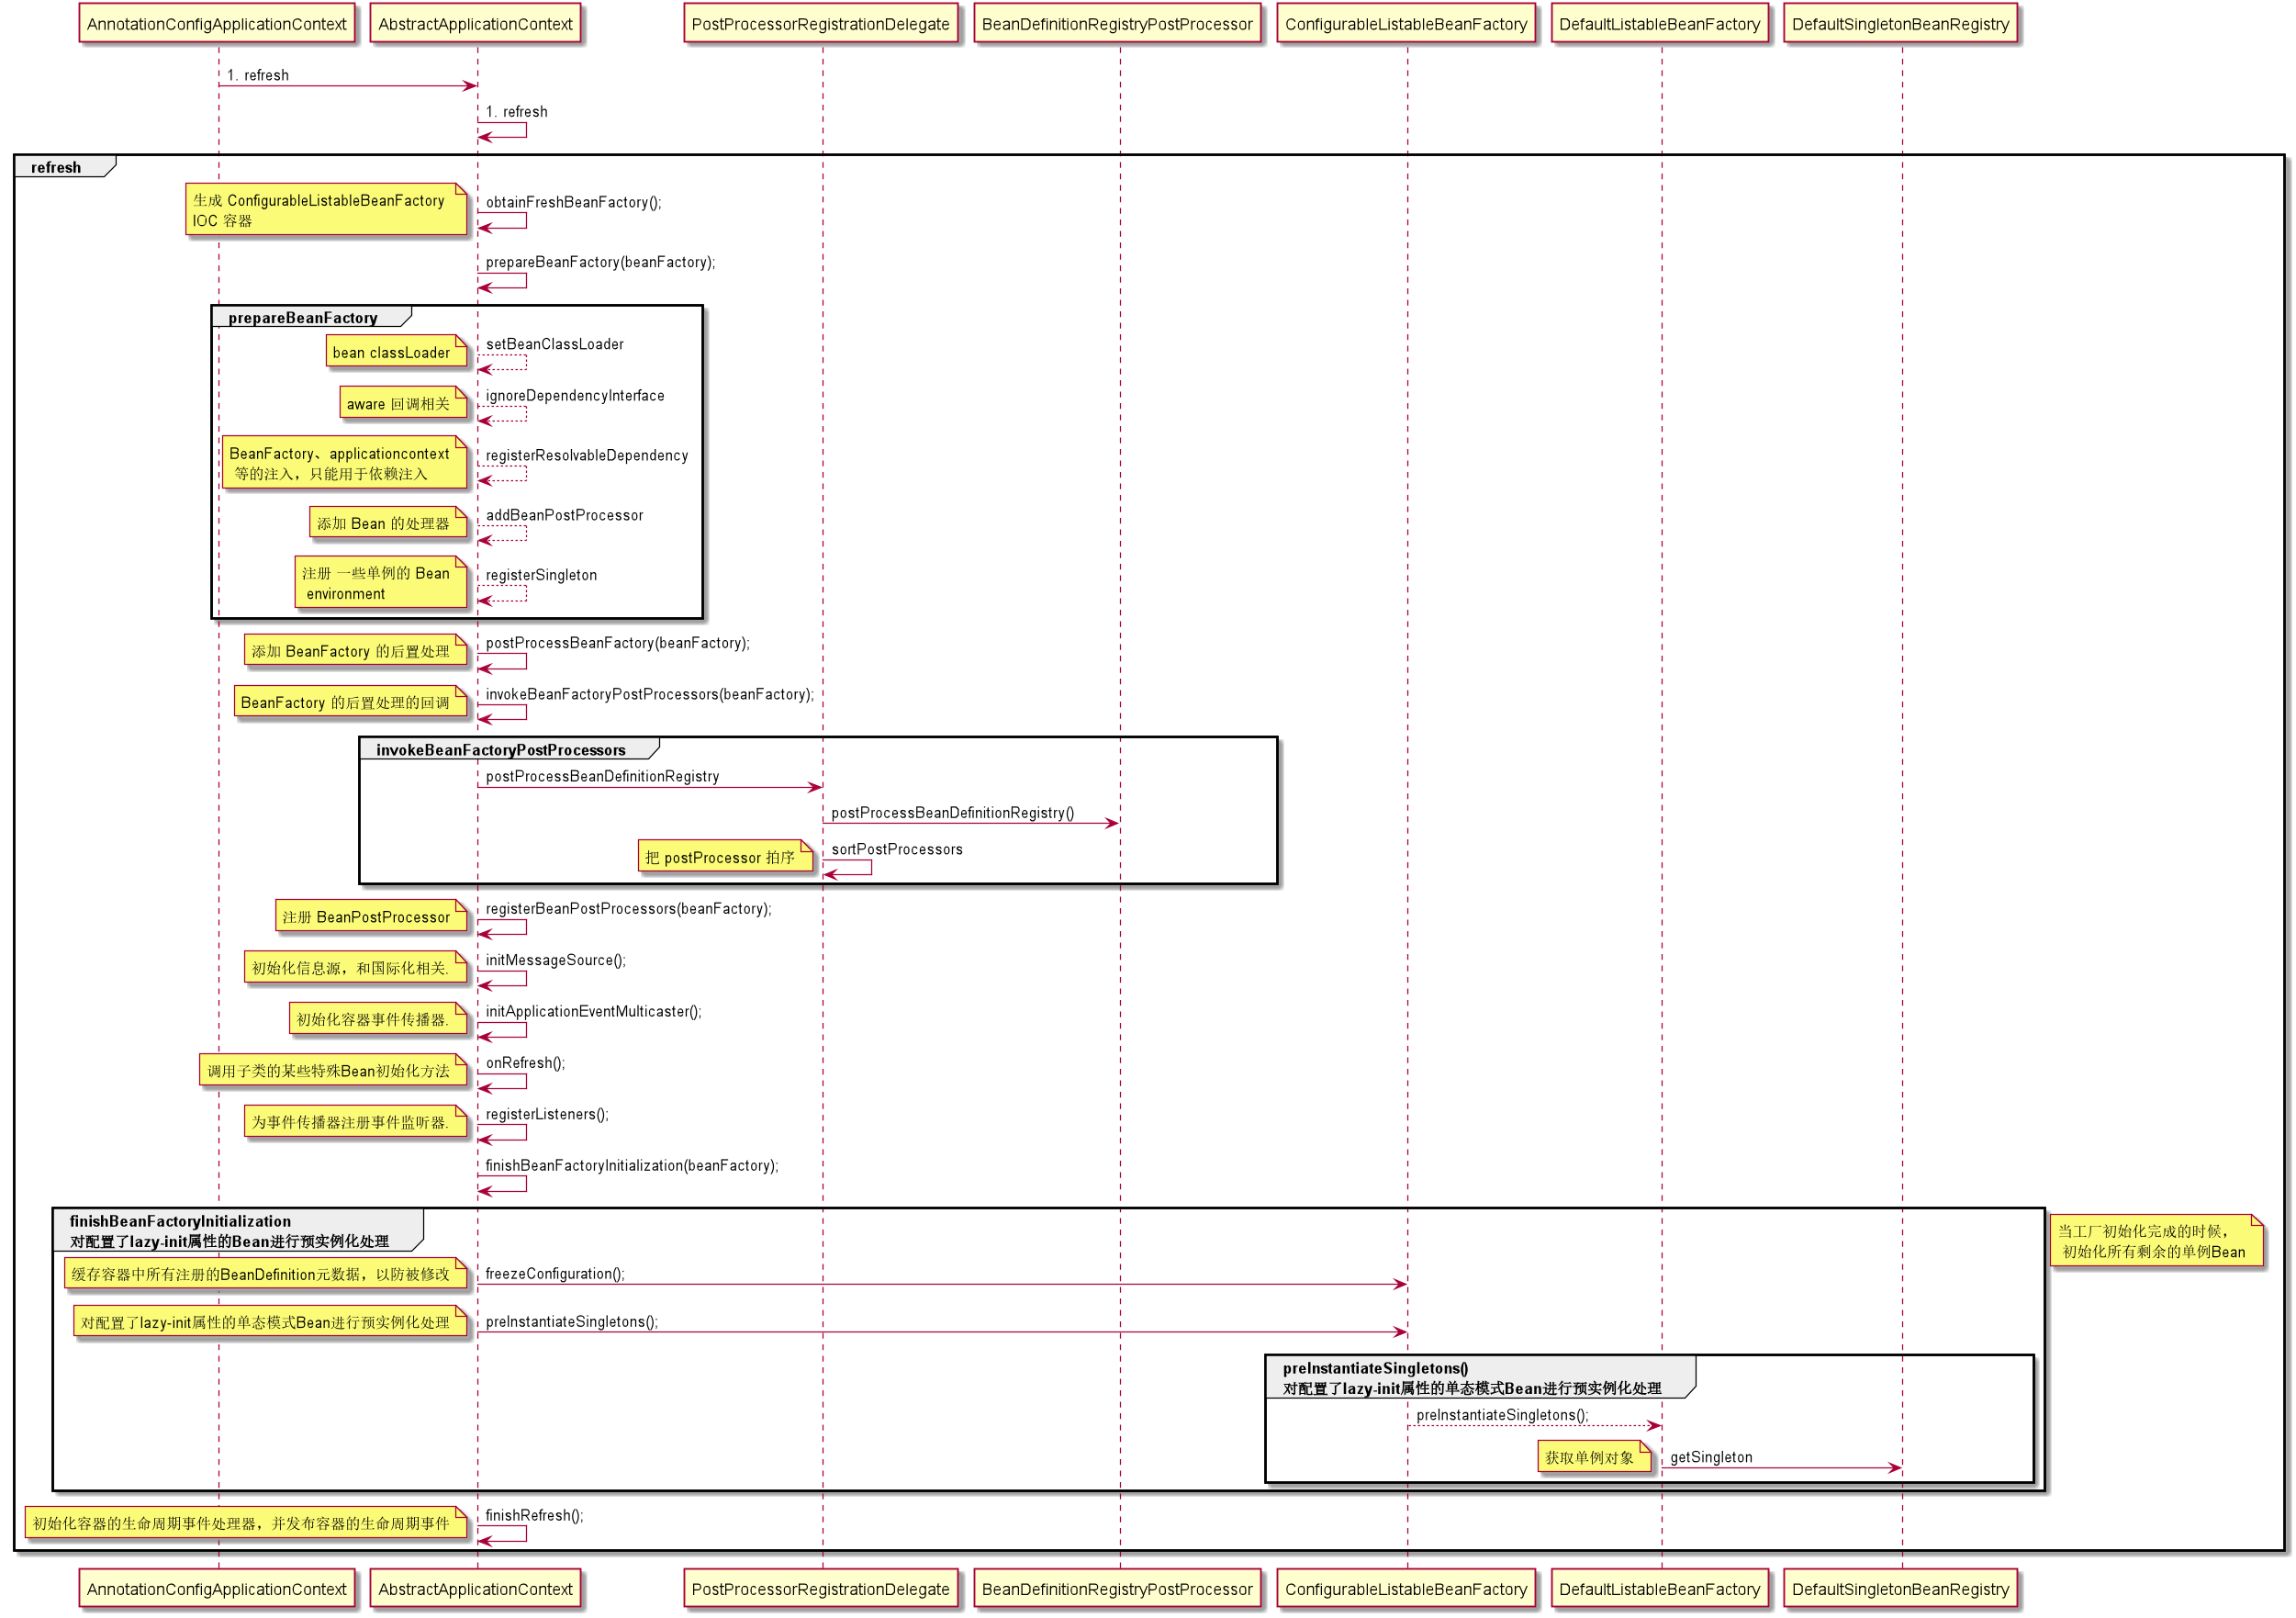 AnnotationConfigApplicationContext
AbstractApplicationContext
PostProcessorRegistrationDelegate
BeanDefinitionRegistryPostProcessor
ConfigurableListableBeanFactory
DefaultListableBeanFactory
DefaultSingletonBeanRegistry
1. refresh
1. refresh
refresh
生成 ConfigurableListableBeanFactory
IOC 容器
obtainFreshBeanFactory();
prepareBeanFactory(beanFactory);
prepareBeanFactory
bean classLoader
setBeanClassLoader
aware 回调相关
ignoreDependencyInterface
BeanFactory、applicationcontext
等的注入，只能用于依赖注入
registerResolvableDependency
添加 Bean 的处理器
addBeanPostProcessor
注册 一些单例的 Bean
environment
registerSingleton
添加 BeanFactory 的后置处理
postProcessBeanFactory(beanFactory);
BeanFactory 的后置处理的回调
invokeBeanFactoryPostProcessors(beanFactory);
invokeBeanFactoryPostProcessors
postProcessBeanDefinitionRegistry
postProcessBeanDefinitionRegistry()
把 postProcessor 拍序
sortPostProcessors
注册 BeanPostProcessor
registerBeanPostProcessors(beanFactory);
初始化信息源，和国际化相关.
initMessageSource();
初始化容器事件传播器.
initApplicationEventMulticaster();
调用子类的某些特殊Bean初始化方法
onRefresh();
为事件传播器注册事件监听器.
registerListeners();
finishBeanFactoryInitialization(beanFactory);
finishBeanFactoryInitialization
对配置了lazy-init属性的Bean进行预实例化处理
当工厂初始化完成的时候，
初始化所有剩余的单例Bean
缓存容器中所有注册的BeanDefinition元数据，以防被修改
freezeConfiguration();
对配置了lazy-init属性的单态模式Bean进行预实例化处理
preInstantiateSingletons();
preInstantiateSingletons()
对配置了lazy-init属性的单态模式Bean进行预实例化处理
preInstantiateSingletons();
获取单例对象
getSingleton
初始化容器的生命周期事件处理器，并发布容器的生命周期事件
finishRefresh();
AnnotationConfigApplicationContext
AbstractApplicationContext
PostProcessorRegistrationDelegate
BeanDefinitionRegistryPostProcessor
ConfigurableListableBeanFactory
DefaultListableBeanFactory
DefaultSingletonBeanRegistry